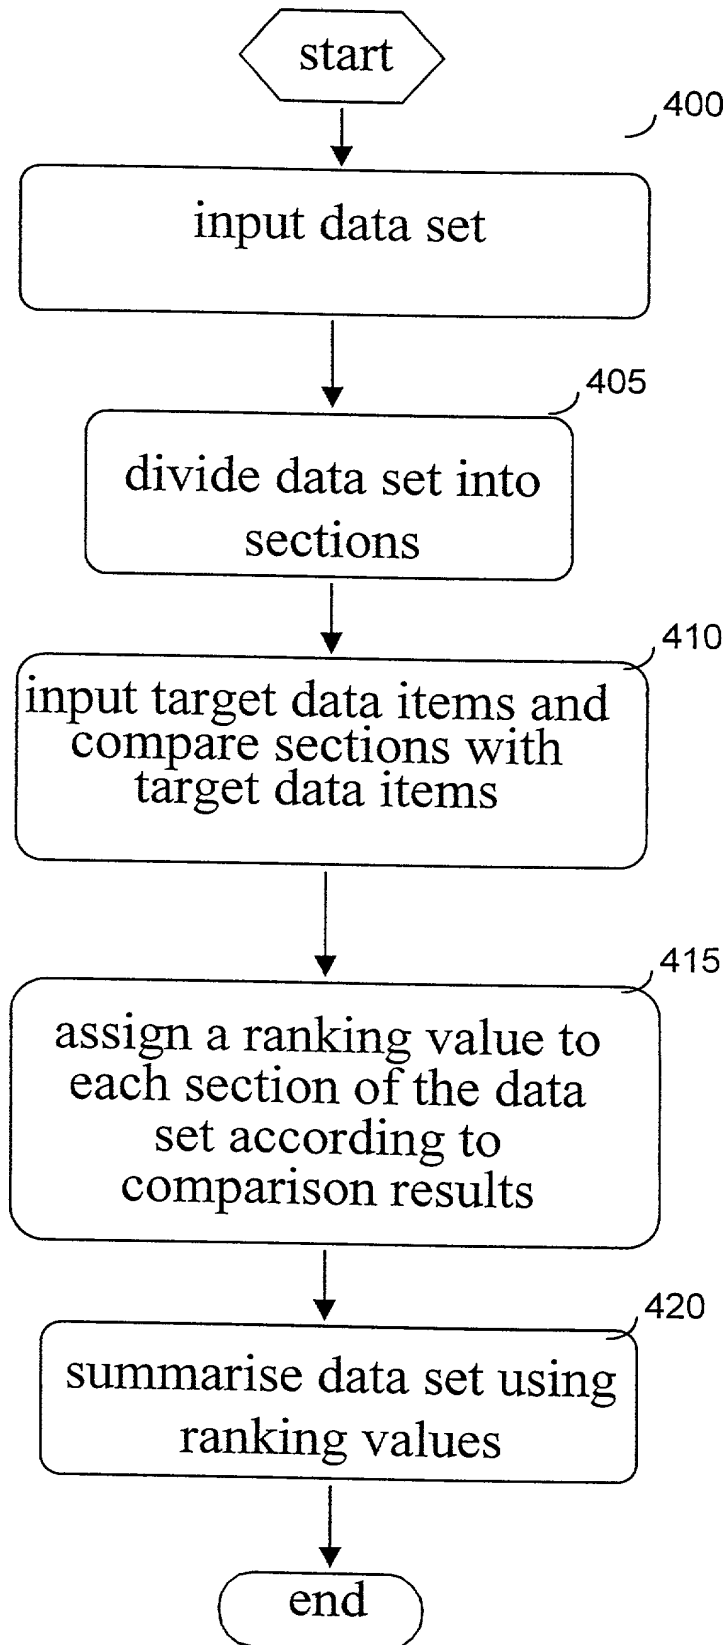 start
400
input data set
405
divide data set into
sections
410
input target data items and
compare sections with
target data items
415
assign a ranking value to
each section of the data
set according to
comparison results
420
summarise data set using
ranking values
end